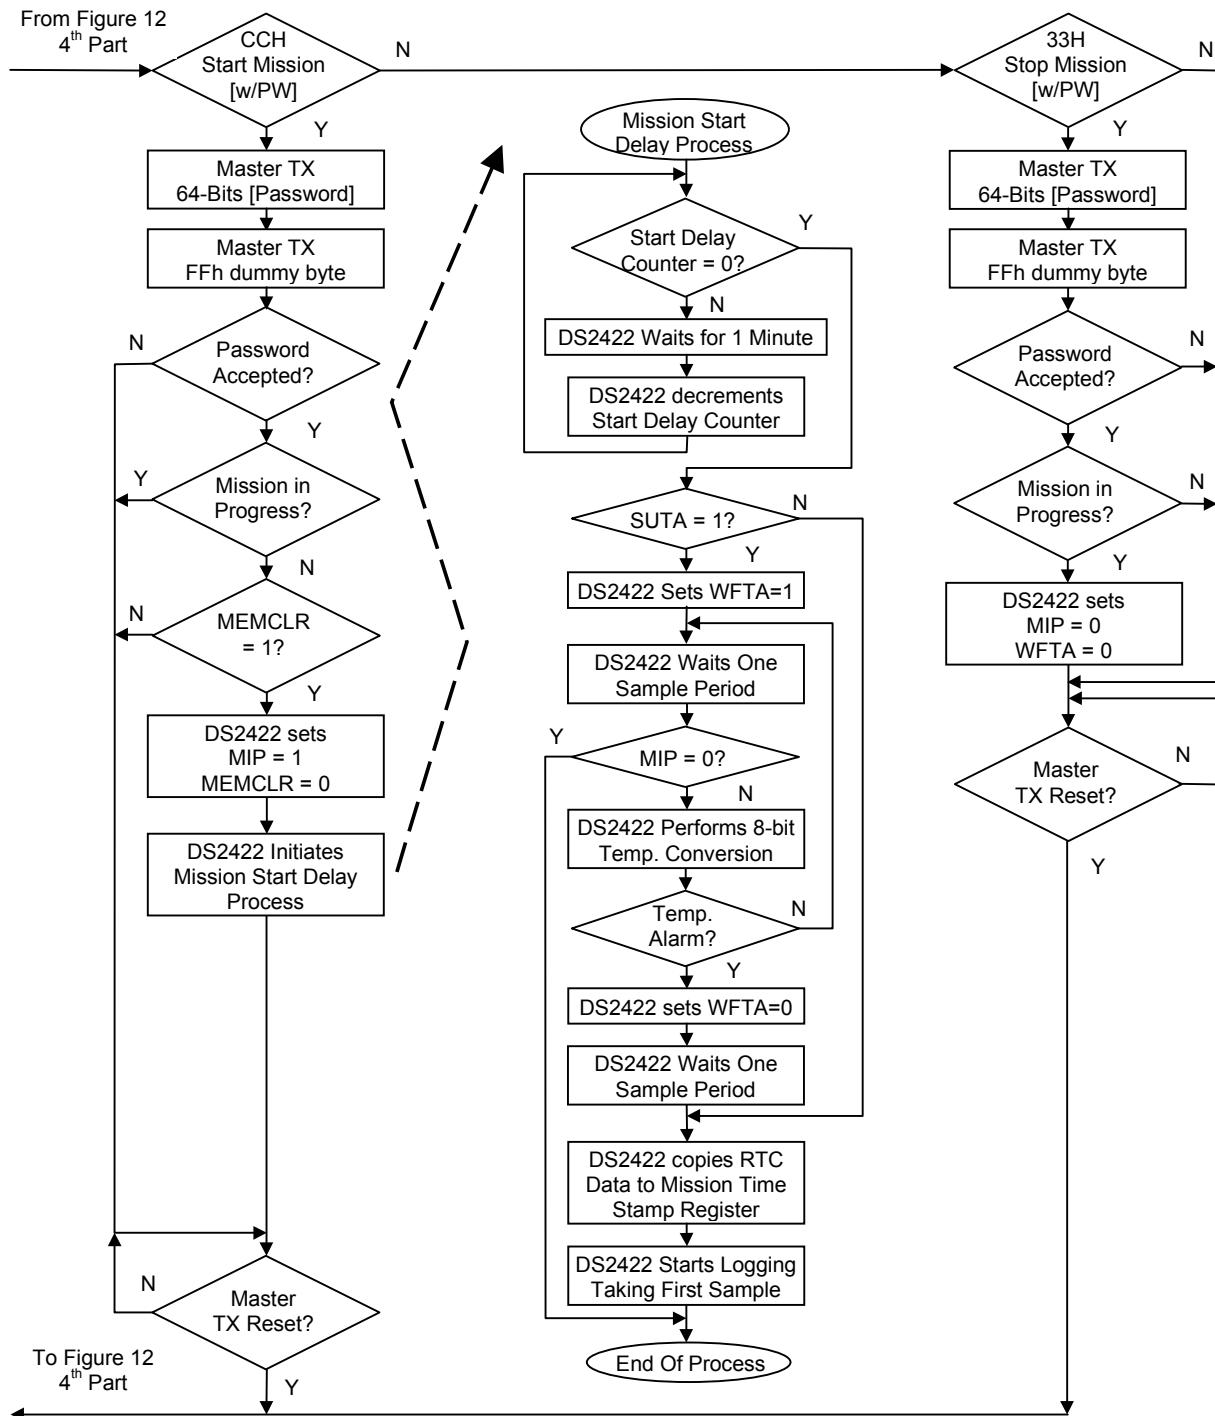 From Figure 12
4th Part
CCH
Start Mission
[w/PW]
N
Y
Master TX
64-Bits [Password]
Master TX
FFh dummy byte
N
Password
Accepted?
Y
Y
Mission in
Progress?
N
N
MEMCLR
= 1?
Y
DS2422 sets
MIP = 1
MEMCLR = 0
DS2422 Initiates
Mission Start Delay
Process
N
Master
TX Reset?
Y
To Figure 12
4th Part
Mission Start
Delay Process
Start Delay
Counter = 0?
Y
N
DS2422 Waits for 1 Minute
DS2422 decrements
Start Delay Counter
SUTA = 1?
N
Y
DS2422 Sets WFTA=1
DS2422 Waits One
Sample Period
Y
MIP = 0?
N
DS2422 Performs 8-bit
Temp. Conversion
Temp.
Alarm?
N
Y
DS2422 sets WFTA=0
DS2422 Waits One
Sample Period
DS2422 copies RTC
Data to Mission Time
Stamp Register
DS2422 Starts Logging
Taking First Sample
End Of Process
33H
Stop Mission
[w/PW]
N
Y
Master TX
64-Bits [Password]
Master TX
FFh dummy byte
Password
Accepted?
N
Y
Mission in
Progress?
N
Y
DS2422 sets
MIP = 0
WFTA = 0
Master
TX Reset?
N
Y